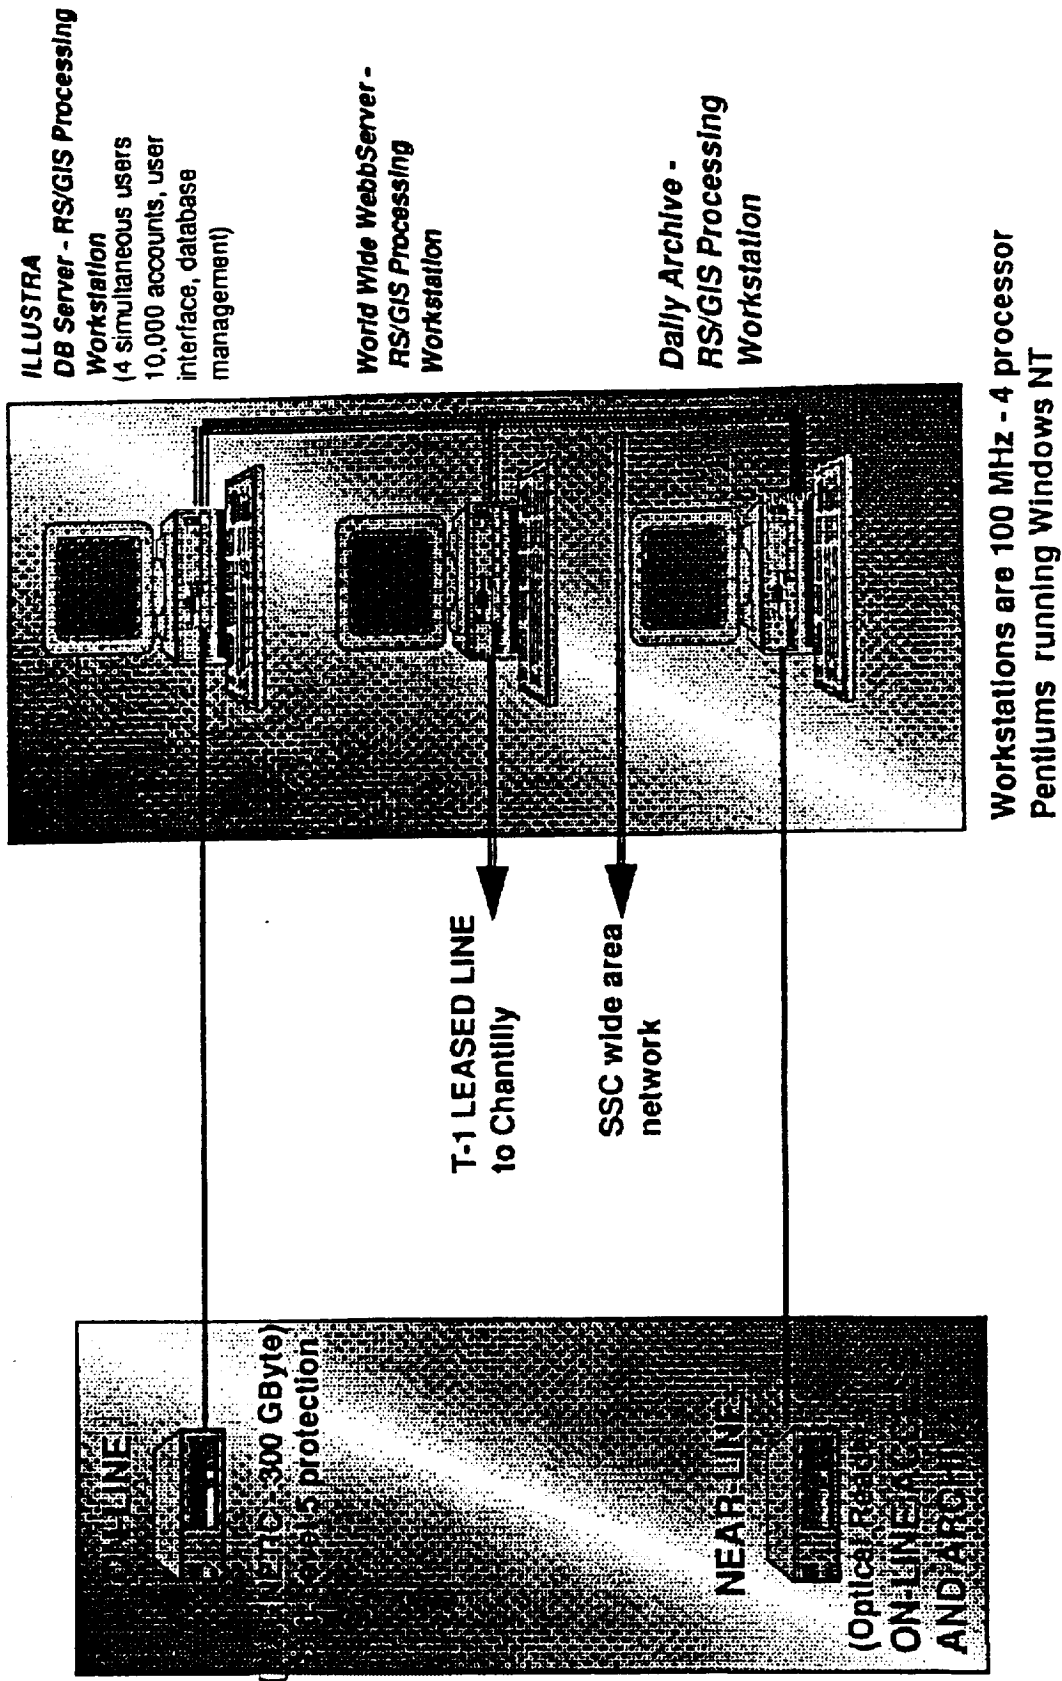 ILLUSTRA
DB Server - RS/GIS Processing
Workstation
(4 simultaneous users
10,000 accounts, user
interface, database
management)
World Wide WebbServer -
RS/GIS Processing
Workstation
Daily Archive -
RS/GIS Processing
Workstation
Workstations are 100 MHz - 4 processor
Pentiums running Windows NT
T-1 LEASED LINE
to Chantilly
SSC wide area
network
300 GByte)
Level 5 protection
NEAR-LINE
(Optical
ON-LINE
AND